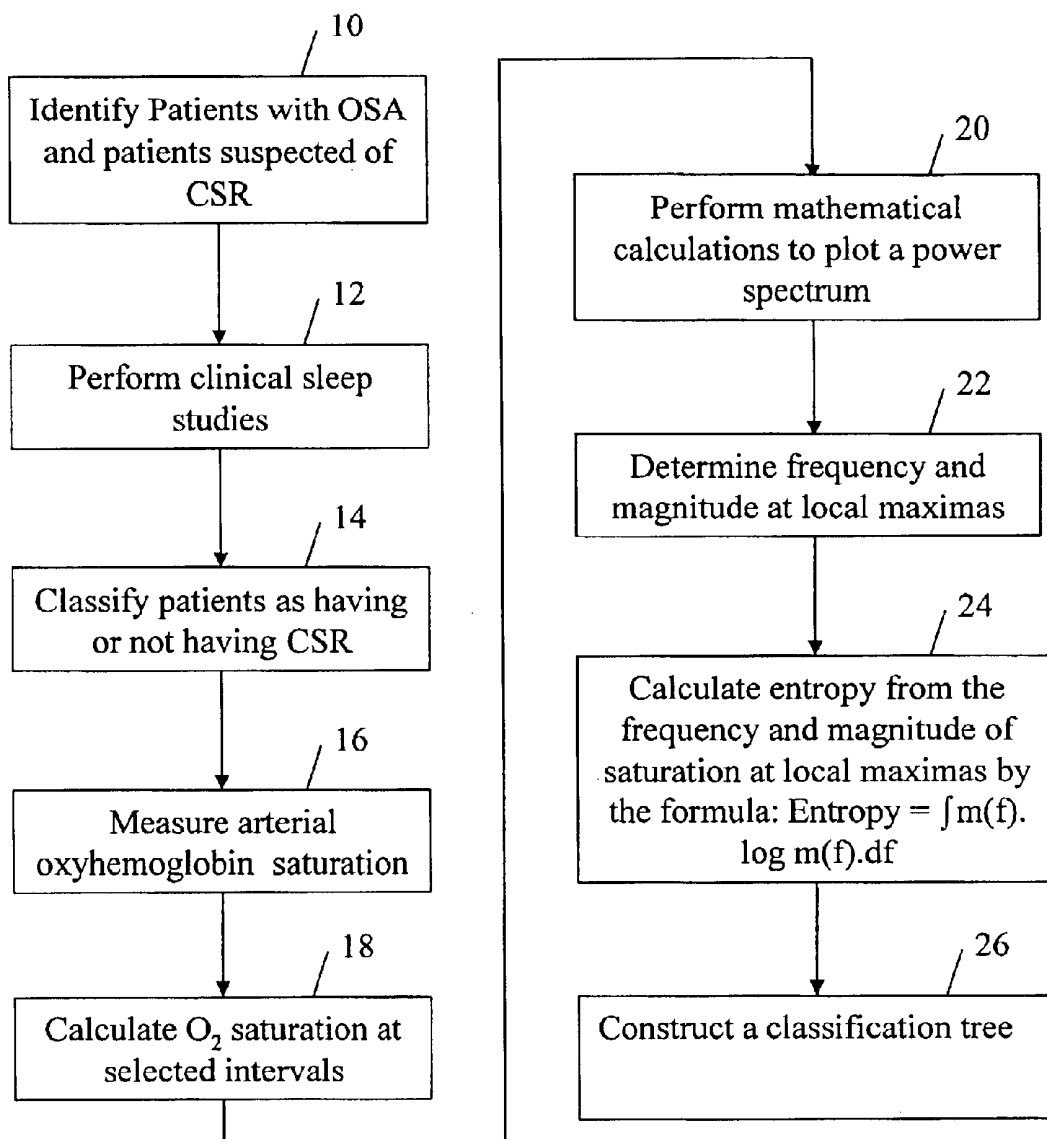 10
Identify Patients with OSA
and patients suspected of
CSR
12
Perform clinical sleep
studies
14
Classify patients as having
or not having CSR
16
Measure arterial
oxyhemoglobin saturation
18
Calculate O₂ saturation at
selected intervals
20
Perform mathematical
calculations to plot a power
spectrum
22
Determine frequency and
magnitude at local maximas
24
Calculate entropy from the
frequency and magnitude of
saturation at local maximas by
the formula: Entropy = ∫m(f).
log m(f).df
26
Construct a classification tree